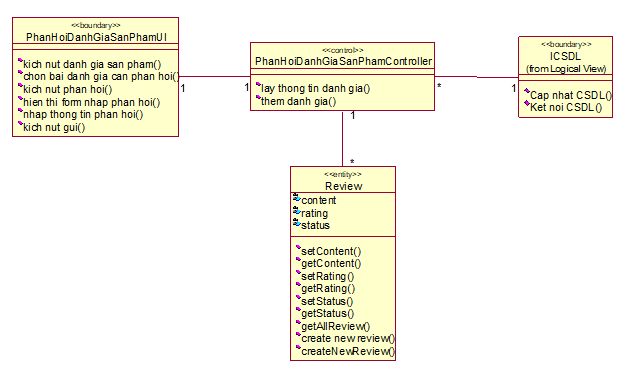 <<boundary>>
PhanHoiDanhGiaSanPhamUI
kich nut danh gia san pham()
chon bai danh gia can phan hoi()
kich nut phan hoi()
hien thi form nhap phan hoi()
nhap thong tin phan hoi()
kich nut gui()
1
1
<<control>>
PhanHoiDanhGiaSanPhamController
lay thong tin danh gia()
them danh gia()
*
1
<<boundary>>
ICSDL
(from Logical View)
Cap nhat CSDL()
Ket noi CSDL()
1
*
<<entity>>
Review
content
rating
status
setContent()
getContent()
setRating()
getRating()
setStatus()
getStatus()
getAllReview()
create new review()
createNewReview()